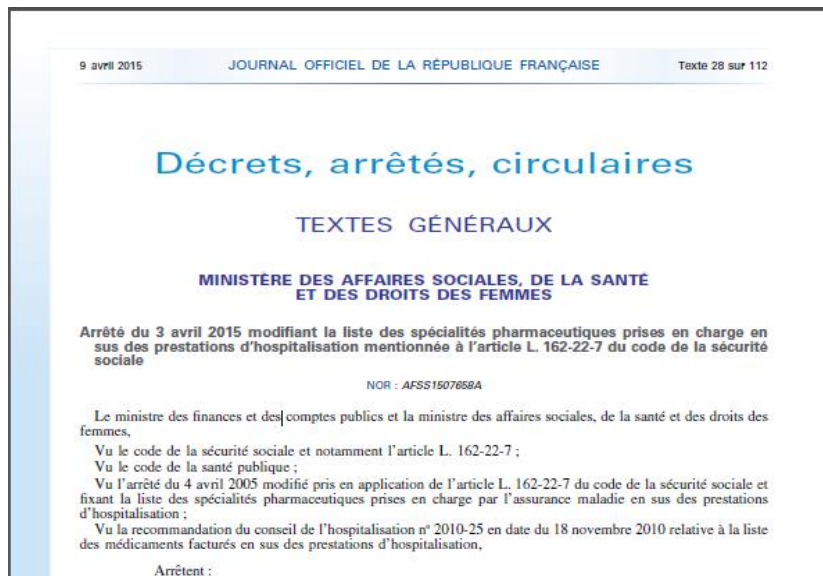 9 avril 2015 JOURNAL OFFICIEL DE LA RÉPUBLIQUE FRANÇAISE Texte 28 sur 112
Décrets, arrêtés, circulaires
TEXTES GÉNÉRAUX
MINISTÈRE DES AFFAIRES SOCIALES, DE LA SANTÉ
ET DES DROITS DES FEMMES
Arrêté du 3 avril 2015 modifiant la liste des spécialités pharmaceutiques prises en charge en
sus des prestations d'hospitalisation mentionnée à l'article L. 162-22-7 du code de la sécurité
sociale
NOR : AFSS1507658A
Le ministre des finances et des comptes publics et la ministre des affaires sociales, de la santé et des droits des
femmes,
Vu le code de la sécurité sociale et notamment l'article L. 162-22-7 ;
Vu le code de la santé publique ;
Vu l'arrêté du 4 avril 2005 modifié pris en application de l'article L. 162-22-7 du code de la sécurité sociale et
fixant la liste des spécialités pharmaceutiques prises en charge par l'assurance maladie en sus des prestations
d'hospitalisation ;
Vu la recommandation du conseil de l'hospitalisation nº 2010-25 en date du 18 novembre 2010 relative à la liste
des médicaments facturés en sus des prestations d'hospitalisation,
Arrêtent :